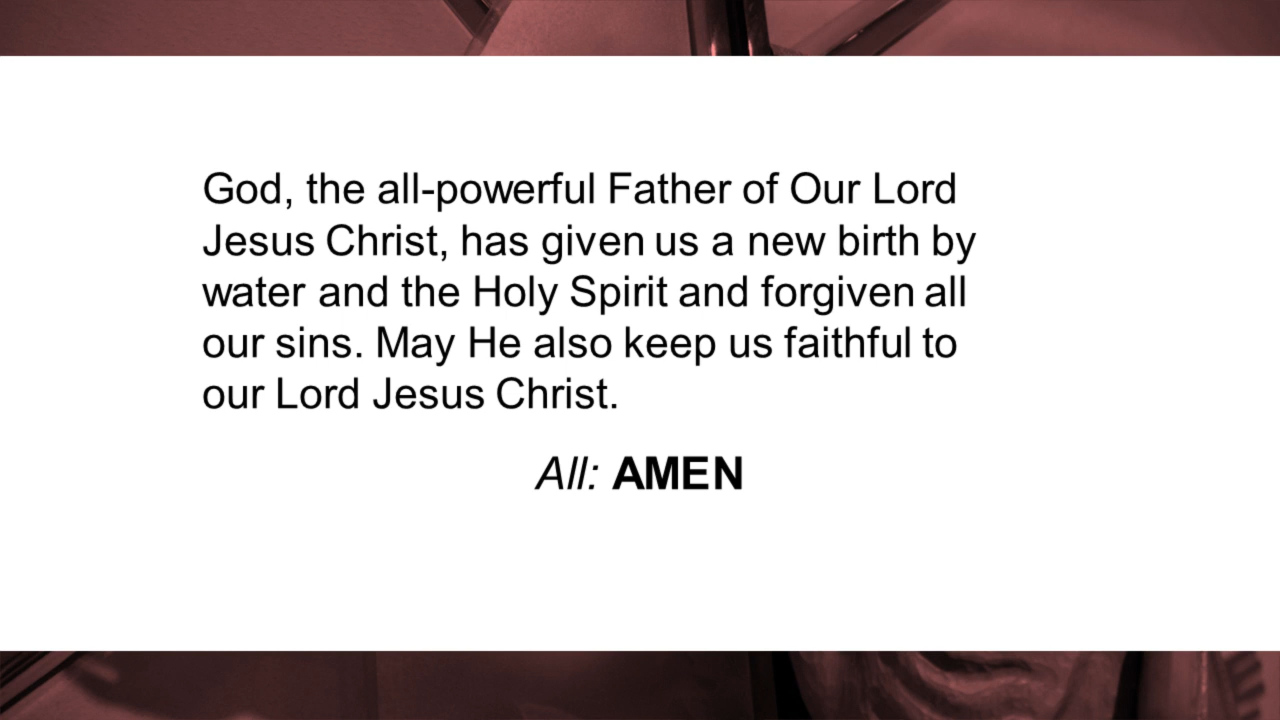 God, the all-powerful Father of Our Lord
Jesus Christ, has given us a new birth by
water and the Holy Spirit and forgiven all
our sins. May He also keep us faithful to
our Lord Jesus Christ.
All: AMEN